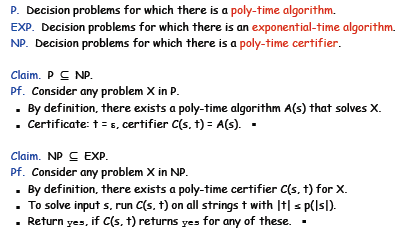 P. Decision problems for which there is a poly-time algorithm.
EXP. Decision problems for which there is an exponential-time algorithm.
NP. Decision problems for which there is a poly-time certifier.
Claim. P ⊆ NP.
Pf. Consider any problem X in P.
▪ By definition, there exists a poly-time algorithm A(s) that solves X.
▪ Certificate: t = ε, certifier C(s, t) = A(s). ▪
Claim. NP ⊆ EXP.
Pf. Consider any problem X in NP.
▪ By definition, there exists a poly-time certifier C(s, t) for X.
▪ To solve input s, run C(s, t) on all strings t with |t| ≤ p(|s|).
▪ Return yes, if C(s, t) returns yes for any of these. ▪